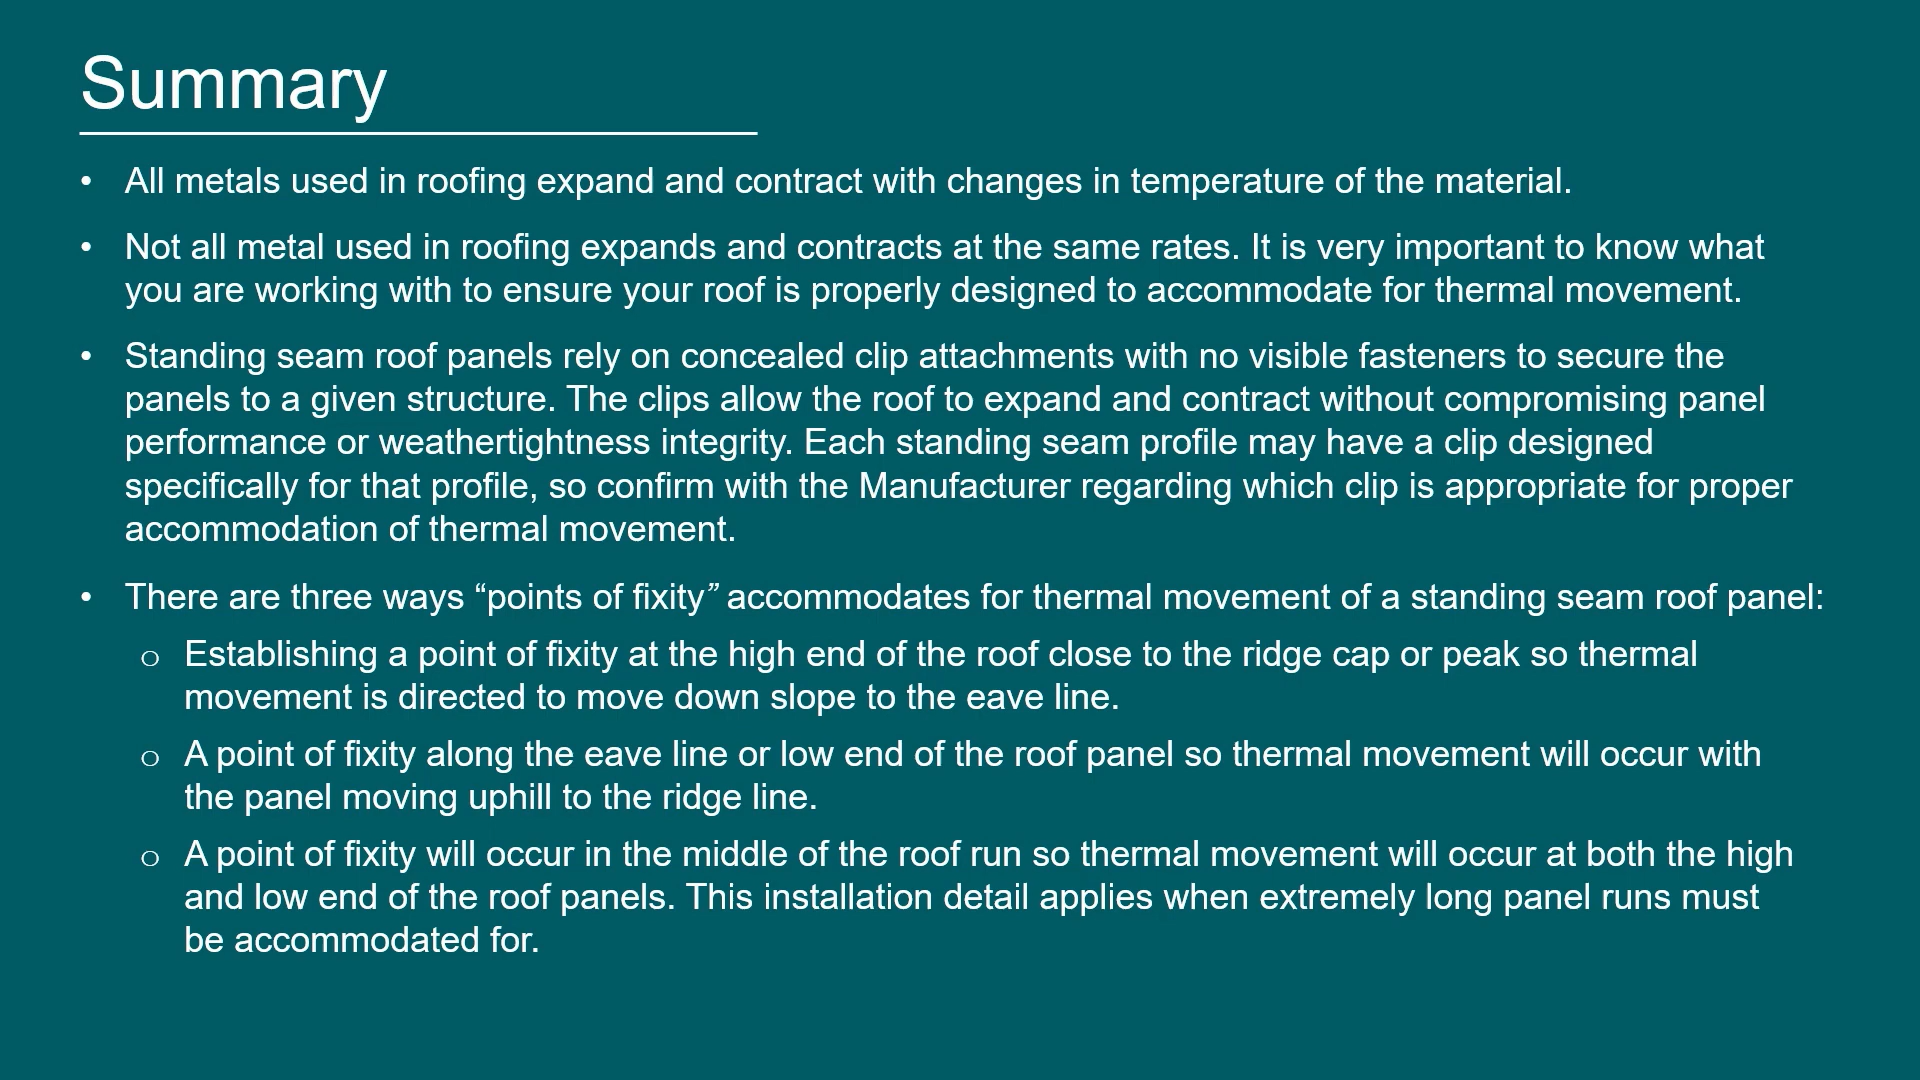 Summary
• All metals used in roofing expand and contract with changes in temperature of the material.
• Not all metal used in roofing expands and contracts at the same rates. It is very important to know what
you are working with to ensure your roof is properly designed to accommodate for thermal movement.
• Standing seam roof panels rely on concealed clip attachments with no visible fasteners to secure the
panels to a given structure. The clips allow the roof to expand and contract without compromising panel
performance or weathertightness integrity. Each standing seam profile may have a clip designed
specifically for that profile, so confirm with the Manufacturer regarding which clip is appropriate for proper
accommodation of thermal movement.
• There are three ways “points of fixity” accommodates for thermal movement of a standing seam roof panel:
o Establishing a point of fixity at the high end of the roof close to the ridge cap or peak so thermal
movement is directed to move down slope to the eave line.
o A point of fixity along the eave line or low end of the roof panel so thermal movement will occur with
the panel moving uphill to the ridge line.
o A point of fixity will occur in the middle of the roof run so thermal movement will occur at both the high
and low end of the roof panels. This installation detail applies when extremely long panel runs must
be accommodated for.